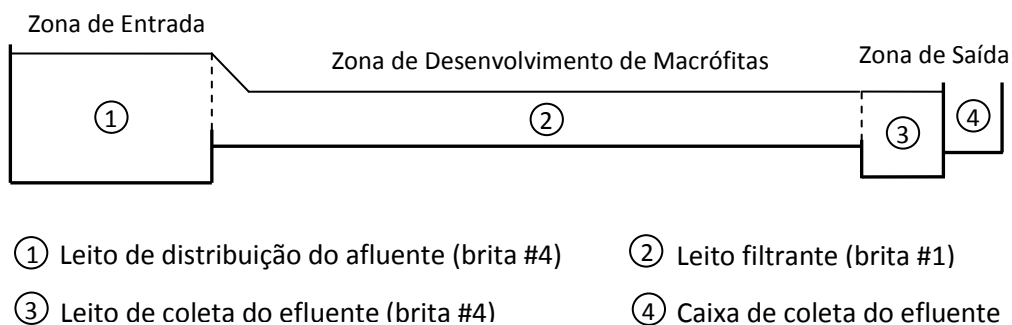 Zona de Entrada
Zona de Desenvolvimento de Macrófitas
Zona de Saída
1
2
3
4
1 Leito de distribuição do afluente (brita #4)
2 Leito filtrante (brita #1)
3 Leito de coleta do efluente (brita #4)
4 Caixa de coleta do efluente